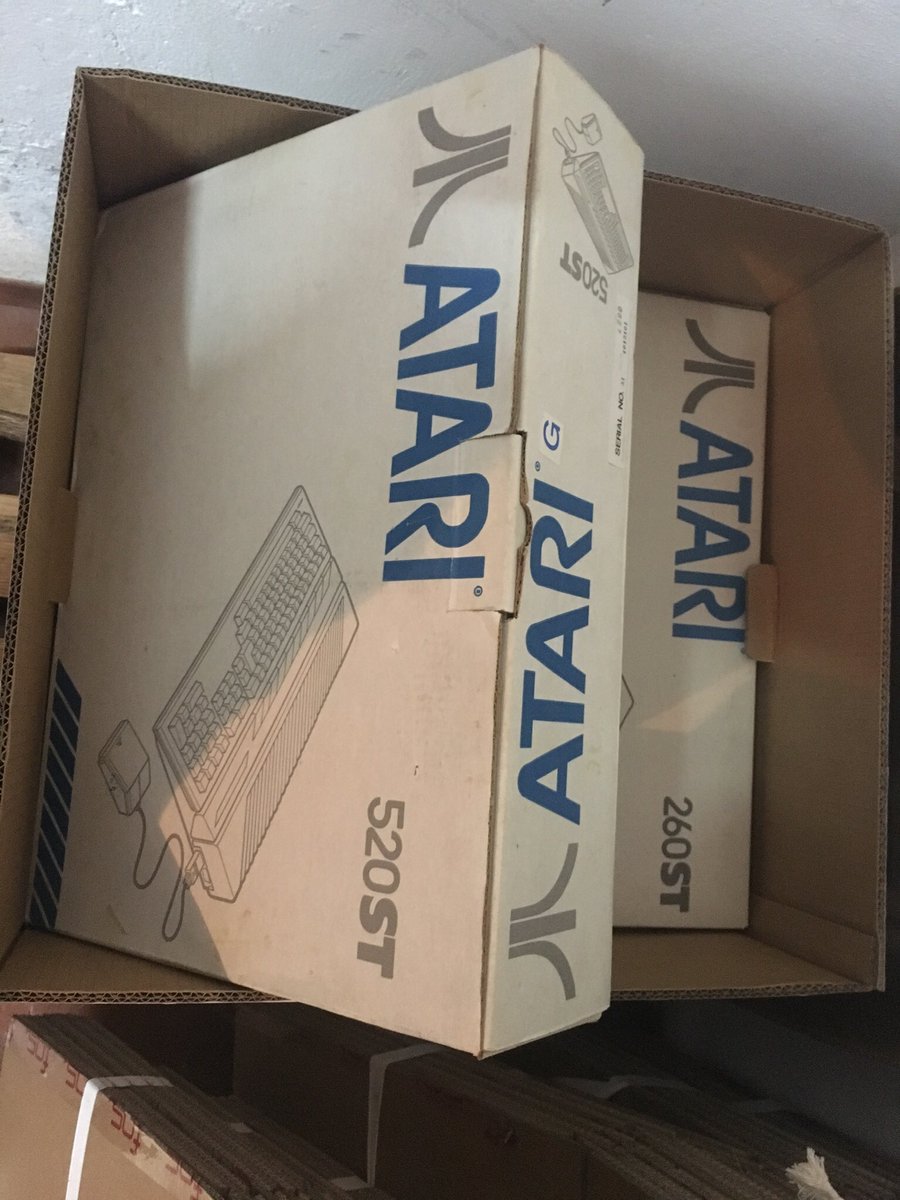 ATARI®
520ST
520ST
SERIAL NO.
G
ATARI®
ATARI
260ST